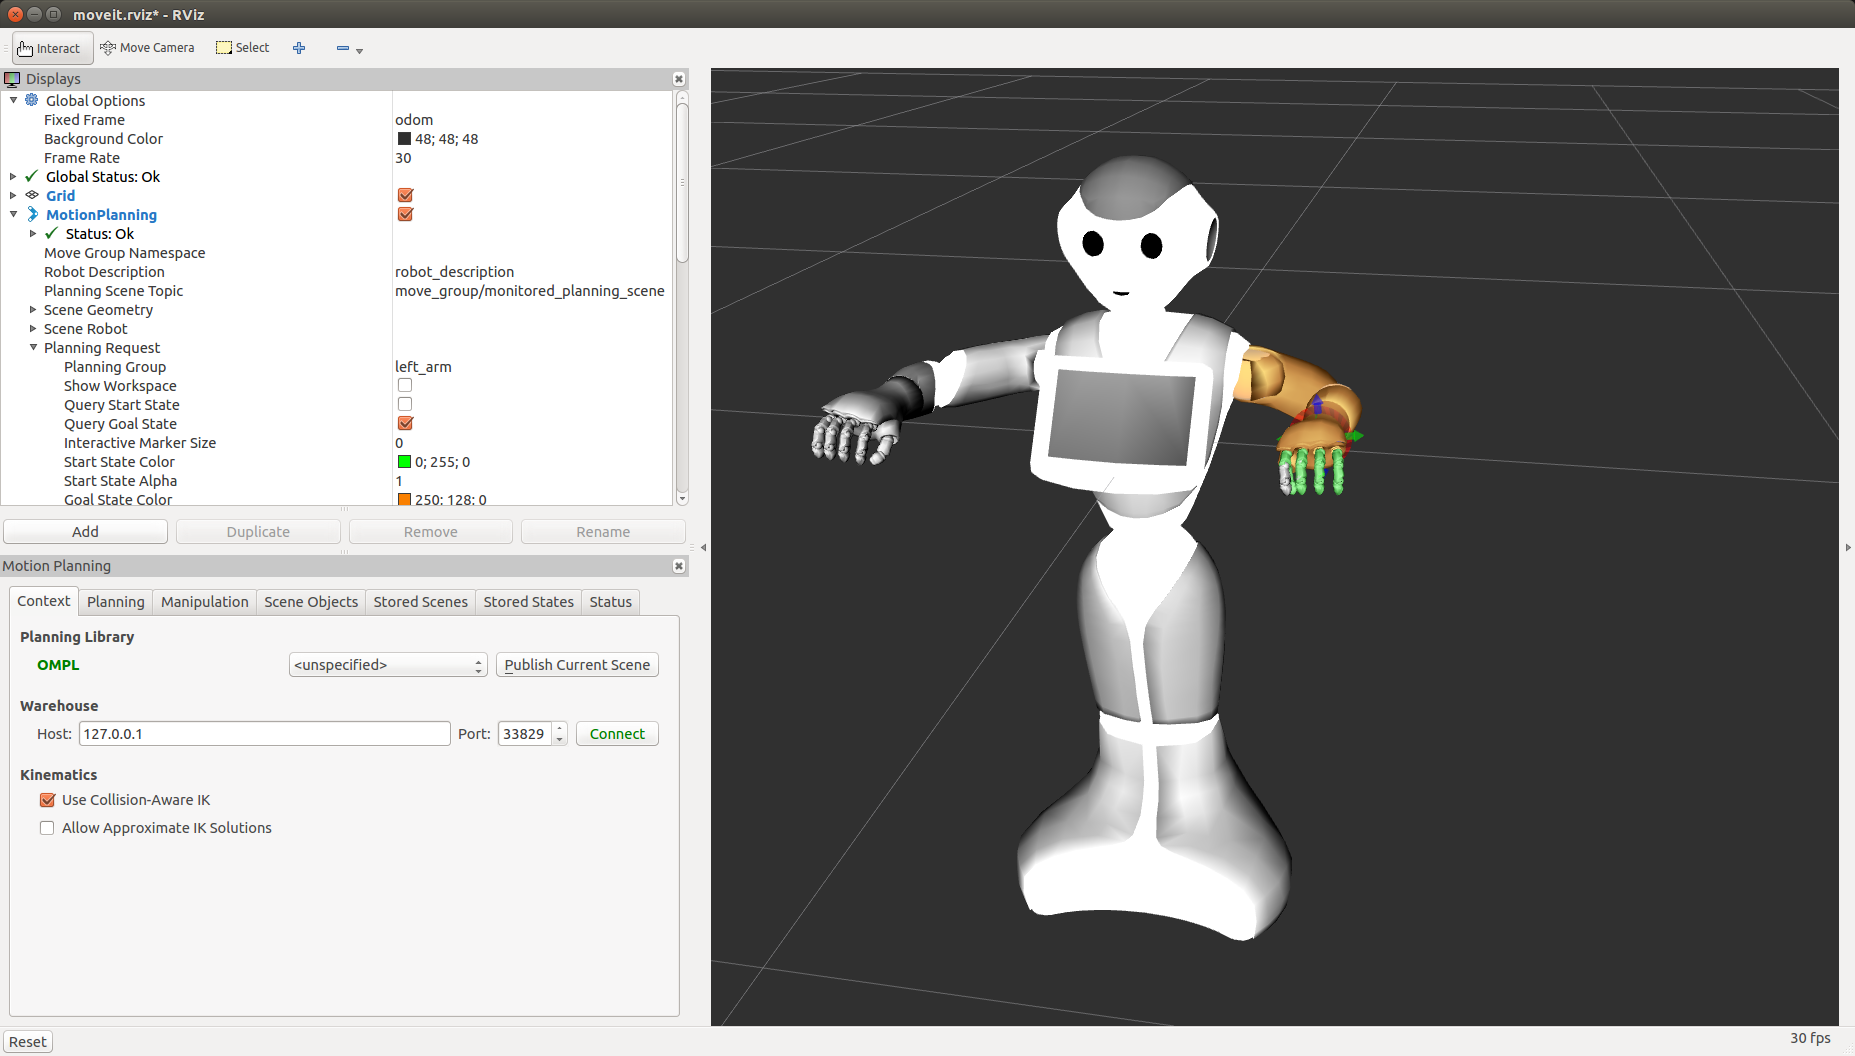 moveit.rviz* - RViz
Interact Move Camera Select
Displays
Global Options
Fixed Frame odom
Background Color 48; 48; 48
Frame Rate 30
Global Status: Ok
Grid
MotionPlanning
Status: Ok
Move Group Namespace
Robot Description robot_description
Planning Scene Topic move_group/monitored_planning_scene
Scene Geometry
Scene Robot
Planning Request
Planning Group left_arm
Show Workspace
Query Start State
Query Goal State
Interactive Marker Size 0
Start State Color 0; 255; 0
Start State Alpha 1
Goal State Color 250; 128; 0
Add Duplicate Remove Rename
Motion Planning
Context Planning Manipulation Scene Objects Stored Scenes Stored States Status
Planning Library
OMPL <unspecified> Publish Current Scene
Warehouse
Host: 127.0.0.1 Port: 33829 Connect
Kinematics
Use Collision-Aware IK
Allow Approximate IK Solutions
Reset 30 fps